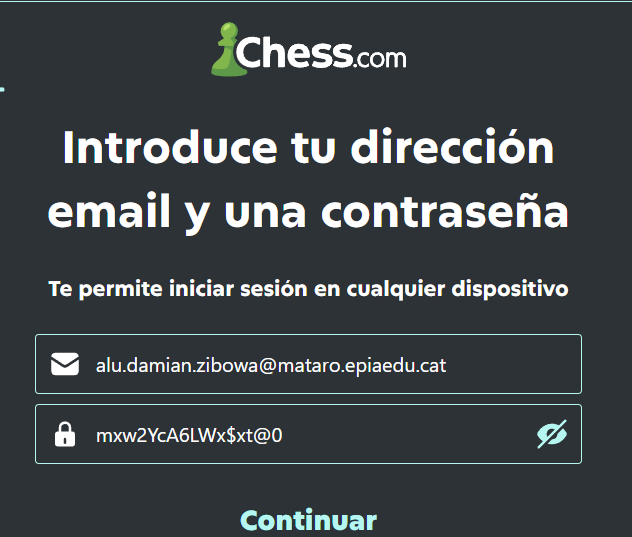 Chess.com
Introduce tu dirección
email y una contraseña
Te permite iniciar sesión en cualquier dispositivo
alu.damian.zibowa@mataro.epiaedu.cat
mxw2YcA6LWx$xt@0
Continuar